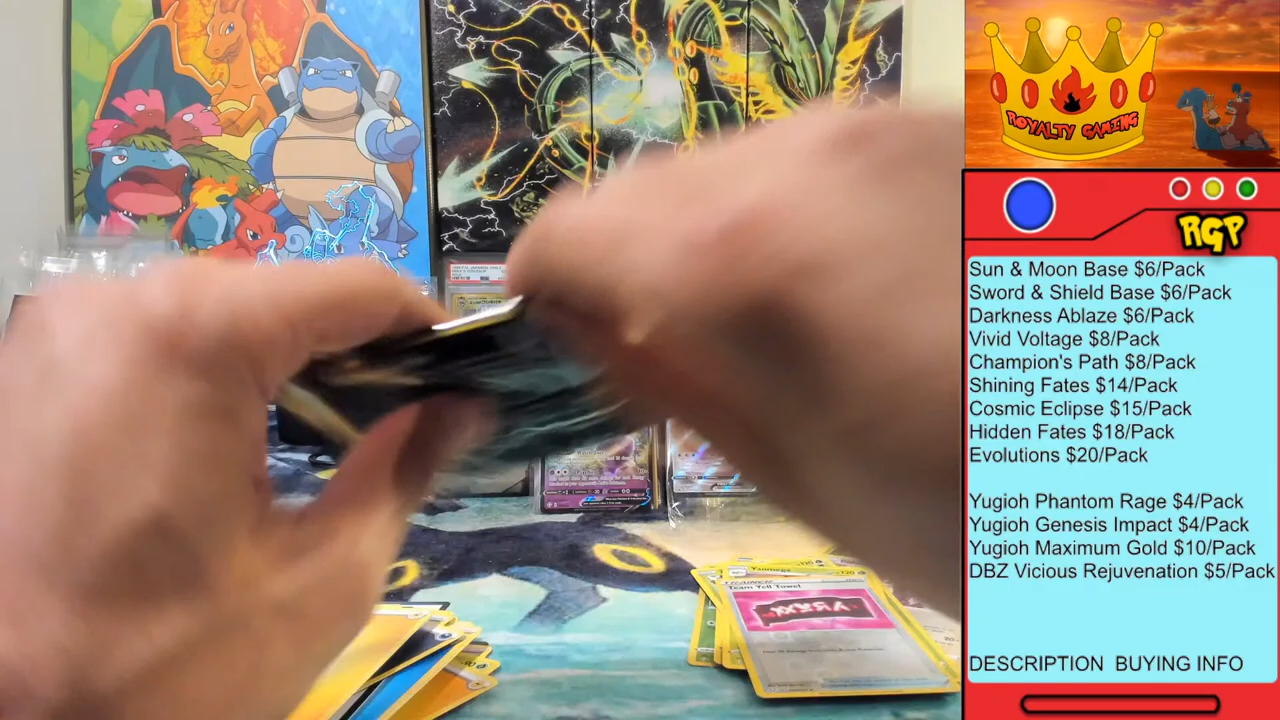 ROYALTY GAMING
RGP
Sun & Moon Base $6/Pack
Sword & Shield Base $6/Pack
Darkness Ablaze $6/Pack
Vivid Voltage $8/Pack
Champion's Path $8/Pack
Shining Fates $14/Pack
Cosmic Eclipse $15/Pack
Hidden Fates $18/Pack
Evolutions $20/Pack
Yugioh Phantom Rage $4/Pack
Yugioh Genesis Impact $4/Pack
Yugioh Maximum Gold $10/Pack
DBZ Vicious Rejuvenation $5/Pack
DESCRIPTION BUYING INFO
Yanmega
Team Yell Towel